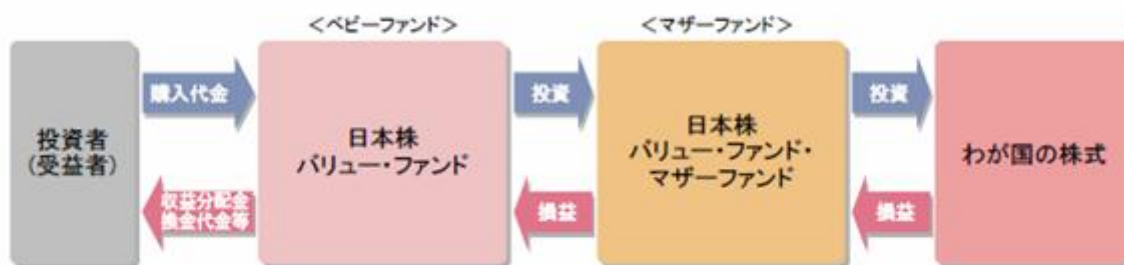 <ベビーファンド>
<マザーファンド>
投資者
(受益者)
購入代金
収益分配金
換金代金等
日本株
バリュー・ファンド
投資
損益
日本株
バリュー・ファンド・
マザーファンド
投資
損益
わが国の株式